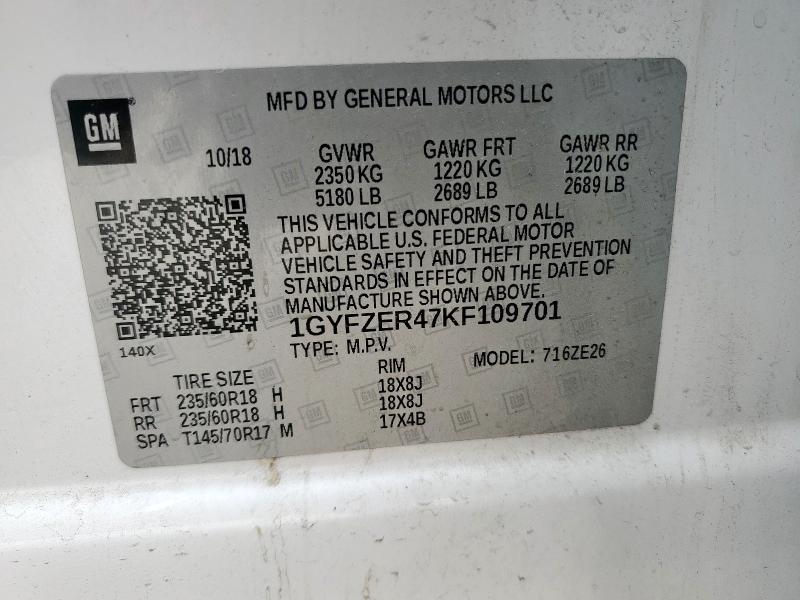 GM
MFD BY GENERAL MOTORS LLC
10/18 GVWR GAWR FRT GAWR RR
2350 KG 1220 KG 1220 KG
5180 LB 2689 LB 2689 LB
THIS VEHICLE CONFORMS TO ALL
APPLICABLE U.S. FEDERAL MOTOR
VEHICLE SAFETY AND THEFT PREVENTION
STANDARDS IN EFFECT ON THE DATE OF
MANUFACTURE SHOWN ABOVE.
1GYFZER47KF109701
140X
TYPE: M.P.V. MODEL: 716ZE26
TIRE SIZE RIM
FRT 235/60R18 H 18X8J
RR 235/60R18 H 18X8J
SPA T145/70R17 M 17X4B